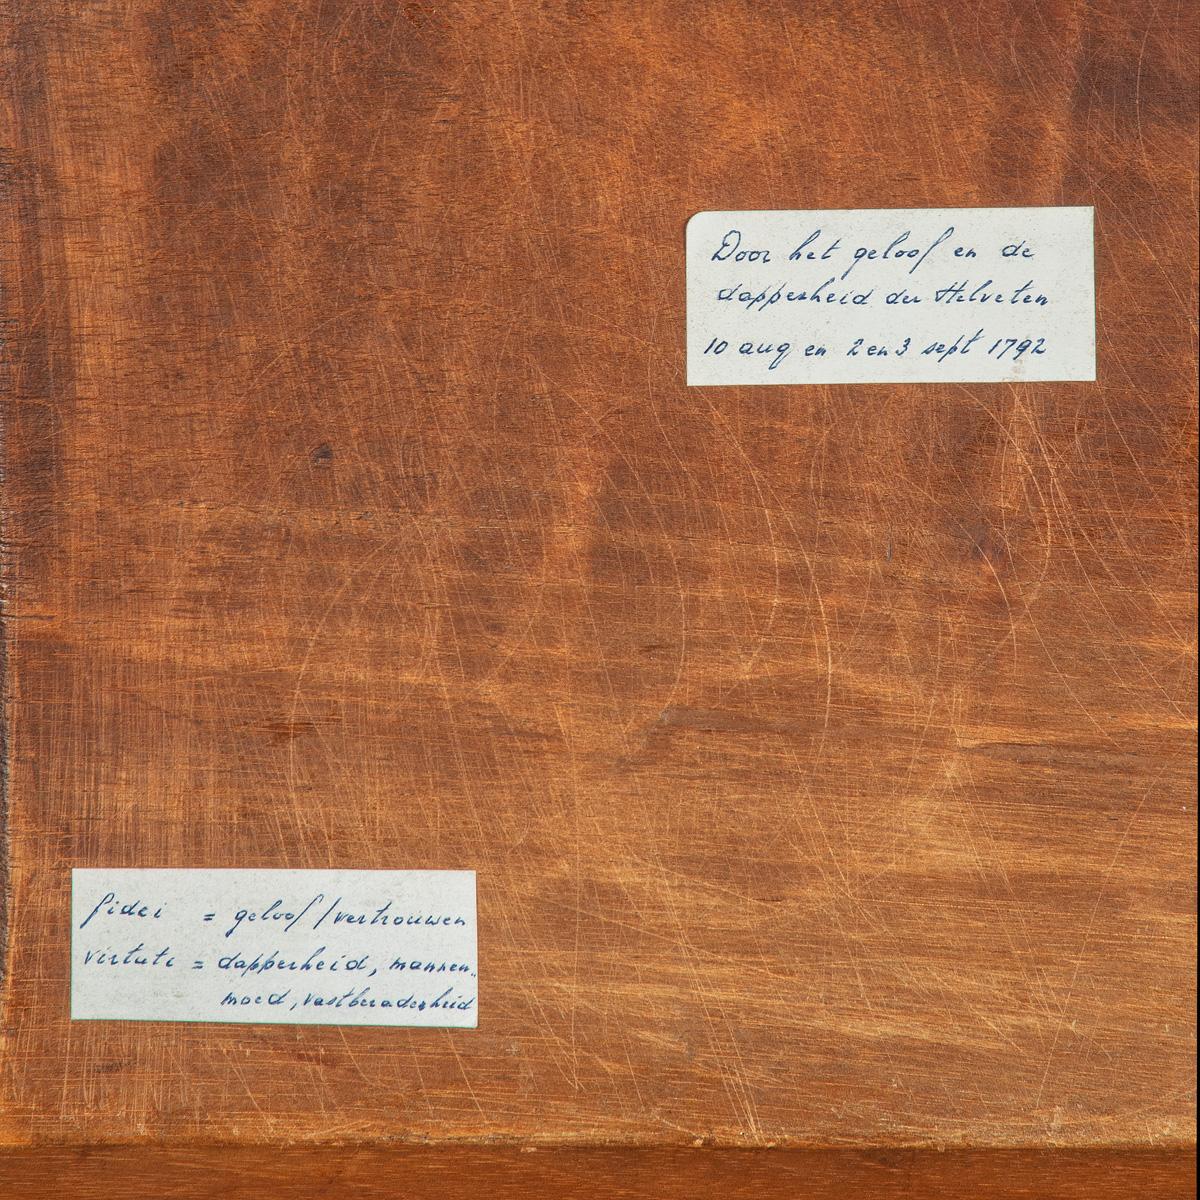 Door het geloof en de
dapperheid der Helveten
10 aug en 2 en 3 sept 1792
fidei = geloof / vertrouwen
virtuti = dapperheid, mannen-
moed, vastberadenheid